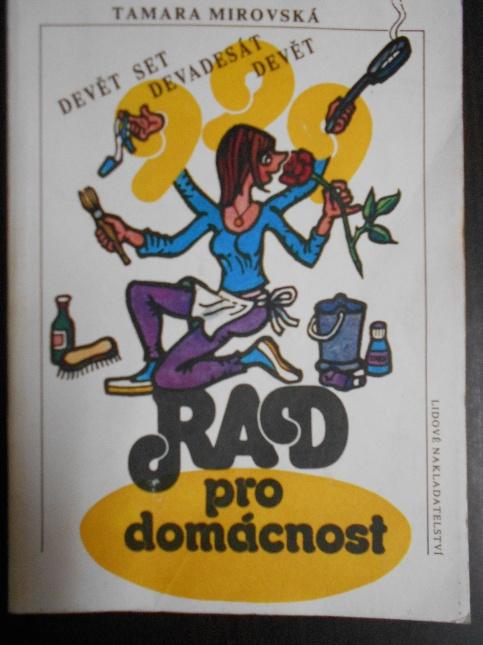 TAMARA MIROVSKÁ
DEVĚT SET
DEVADESÁT
DEVĚT
999
RAD
pro
domácnost
LIDOVÉ NAKLADATELSTVÍ